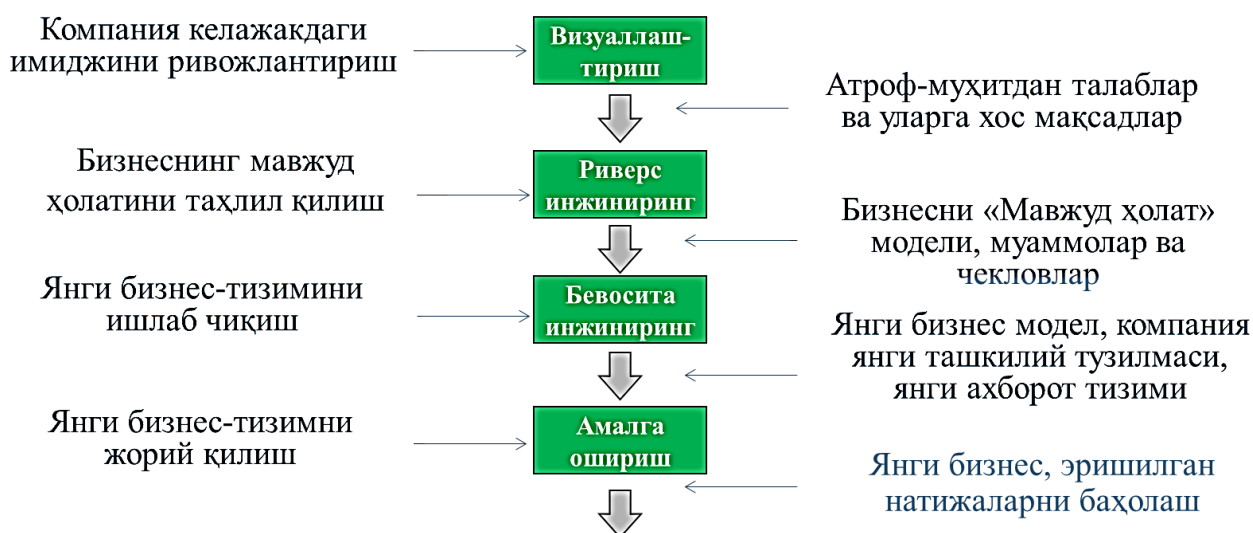 Компания келажакдаги
имиджини ривожлантириш
Визуаллаш-
тириш
Атроф-муҳитдан талаблар
ва уларга хос мақсадлар
Бизнеснинг мавжуд
ҳолатини таҳлил қилиш
Риверс
инжиниринг
Бизнесни «Мавжуд ҳолат»
модели, муаммолар ва
чекловлар
Янги бизнес-тизимини
ишлаб чиқиш
Бевосита
инжиниринг
Янги бизнес модел, компания
янги ташкилий тузилмаси,
янги ахборот тизими
Янги бизнес-тизимни
жорий қилиш
Амалга
ошириш
Янги бизнес, эришилган
натижаларни баҳолаш